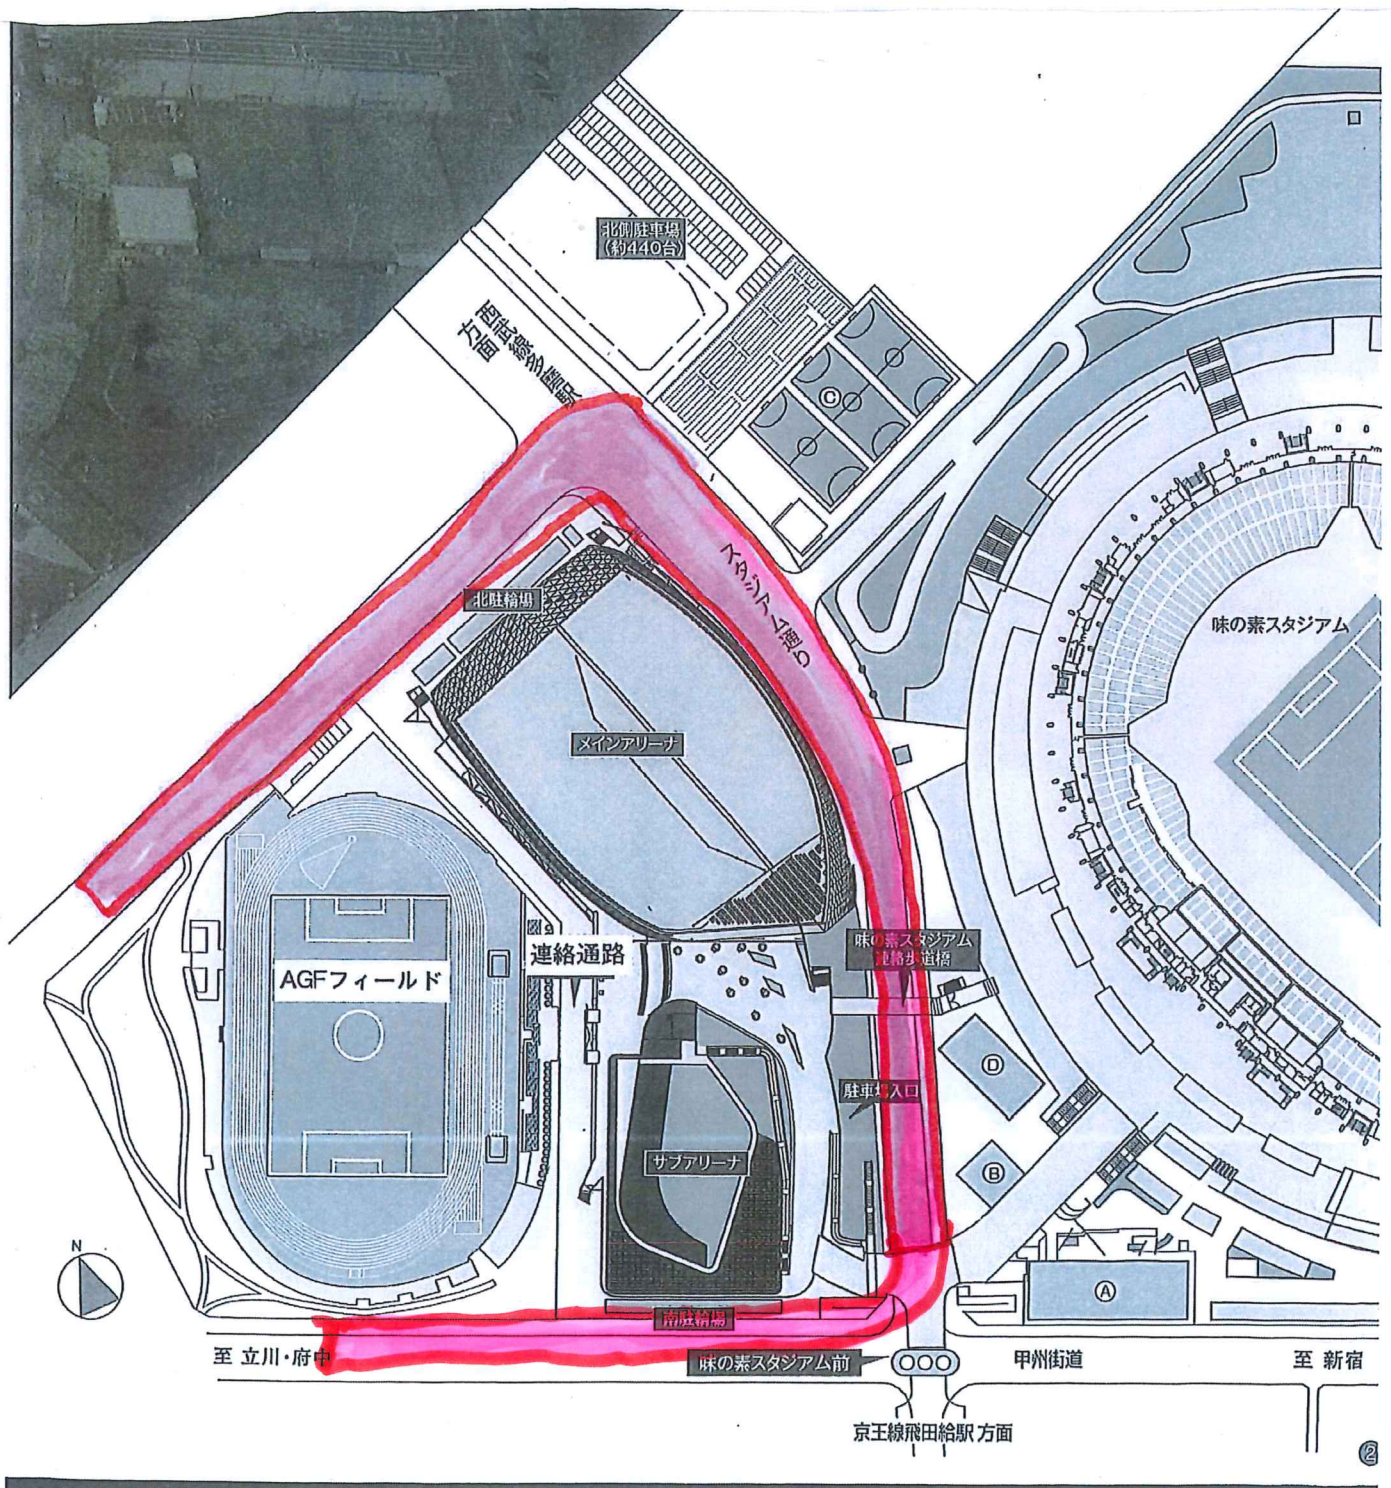 北側駐車場
(約440台)
西武線多磨駅
方面
C
スタジアム通り
北駐輪場
味の素スタジアム
メインアリーナ
味の素スタジアム
連絡歩道橋
連絡通路
AGFフィールド
D
駐車場入口
サブアリーナ
B
N
A
南駐輪場
至 立川・府中
味の素スタジアム前
甲州街道
至 新宿
京王線飛田給駅 方面
2